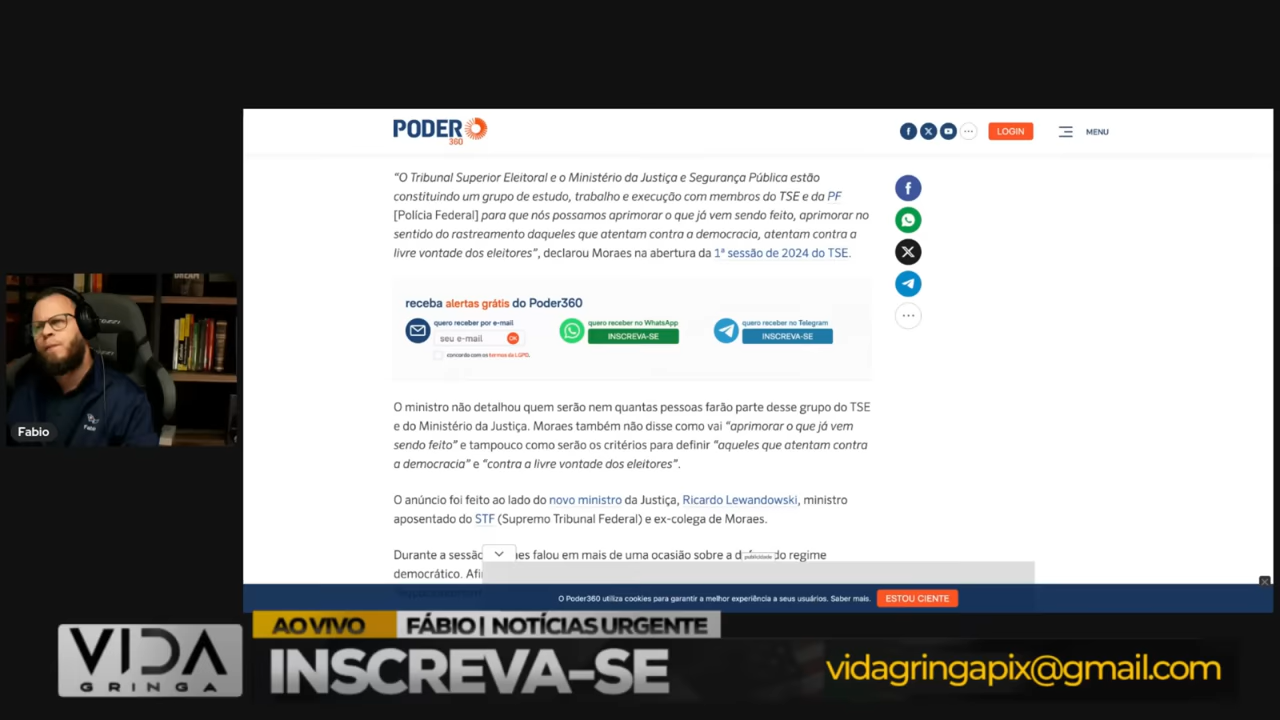 PODER
360
LOGIN
MENU
“O Tribunal Superior Eleitoral e o Ministério da Justiça e Segurança Pública estão
constituindo um grupo de estudo, trabalho e execução com membros do TSE e da PF
[Polícia Federal] para que nós possamos aprimorar o que já vem sendo feito, aprimorar no
sentido do rastreamento daqueles que atentam contra a democracia, atentam contra a
livre vontade dos eleitores”, declarou Moraes na abertura da 1ª sessão de 2024 do TSE.
receba alertas grátis do Poder360
quero receber por e-mail
seu e-mail
OK
concordo com os termos da LGPD.
quero receber no WhatsApp
INSCREVA-SE
quero receber no Telegram
INSCREVA-SE
O ministro não detalhou quem serão nem quantas pessoas farão parte desse grupo do TSE
e do Ministério da Justiça. Moraes também não disse como vai “aprimorar o que já vem
sendo feito” e tampouco como serão os critérios para definir “aqueles que atentam contra
a democracia” e “contra a livre vontade dos eleitores”.
O anúncio foi feito ao lado do novo ministro da Justiça, Ricardo Lewandowski, ministro
aposentado do STF (Supremo Tribunal Federal) e ex-colega de Moraes.
Durante a sessão falou em mais de uma ocasião sobre a do regime
publicidade
democrático.
O Poder360 utiliza cookies para garantir a melhor experiência a seus usuários. Saber mais.
ESTOU CIENTE
Fabio
AO VIVO
FÁBIO | NOTÍCIAS URGENTE
VIDA
GRINGA
INSCREVA-SE
vidagringapix@gmail.com